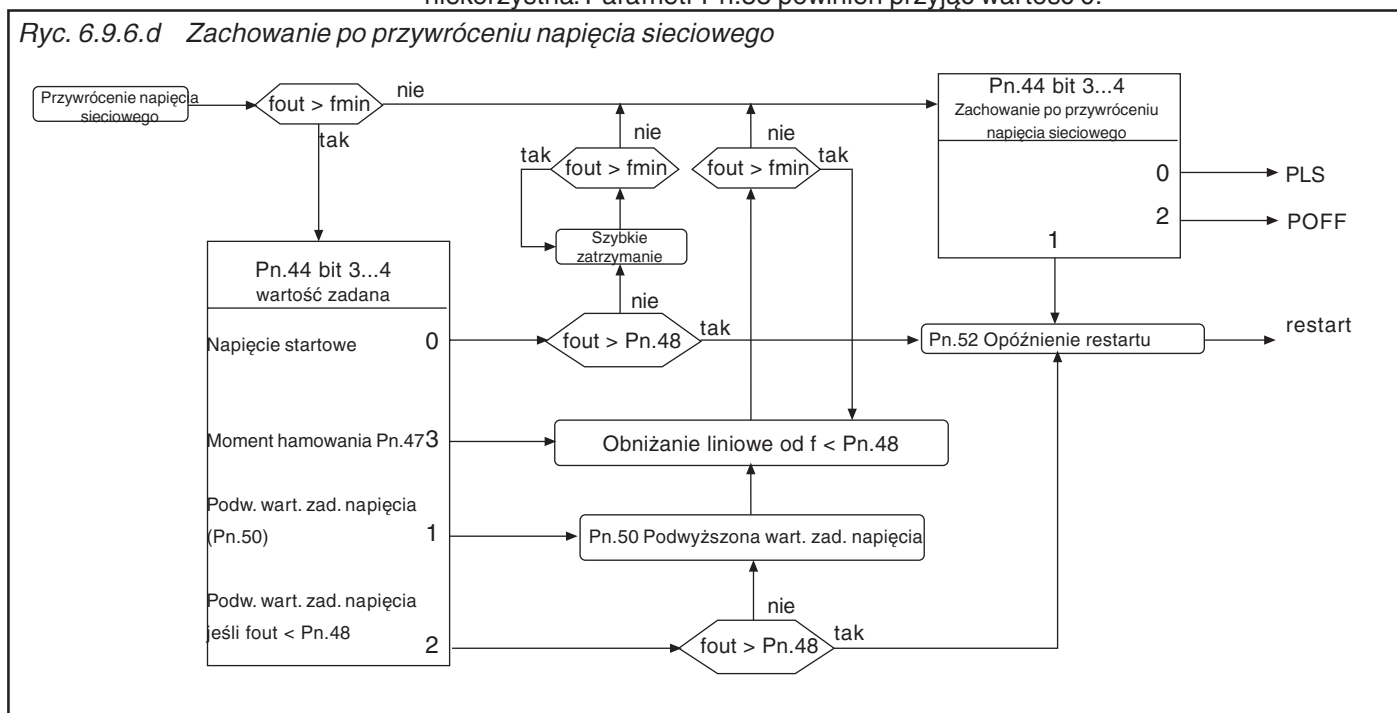 niekorzystna. Parametr Pn.53 powinien przyjąć wartość 0.
Ryc. 6.9.6.d Zachowanie po przywróceniu napięcia sieciowego
Przywrócenie napięcia
sieciowego
fout > fmin
nie
tak
Pn.44 bit 3...4
Zachowanie po przywróceniu
napięcia sieciowego
0
PLS
2
POFF
1
nie
tak
fout > fmin
nie
fout > fmin
tak
Szybkie
zatrzymanie
nie
Pn.44 bit 3...4
wartość zadana
Napięcie startowe 0
fout > Pn.48
tak
Pn.52 Opóźnienie restartu
restart
Moment hamowania Pn.47 3
Obniżanie liniowe od f < Pn.48
Podw. wart. zad. napięcia
(Pn.50) 1
Pn.50 Podwyższona wart. zad. napięcia
nie
Podw. wart. zad. napięcia
jeśli fout < Pn.48 2
fout > Pn.48
tak